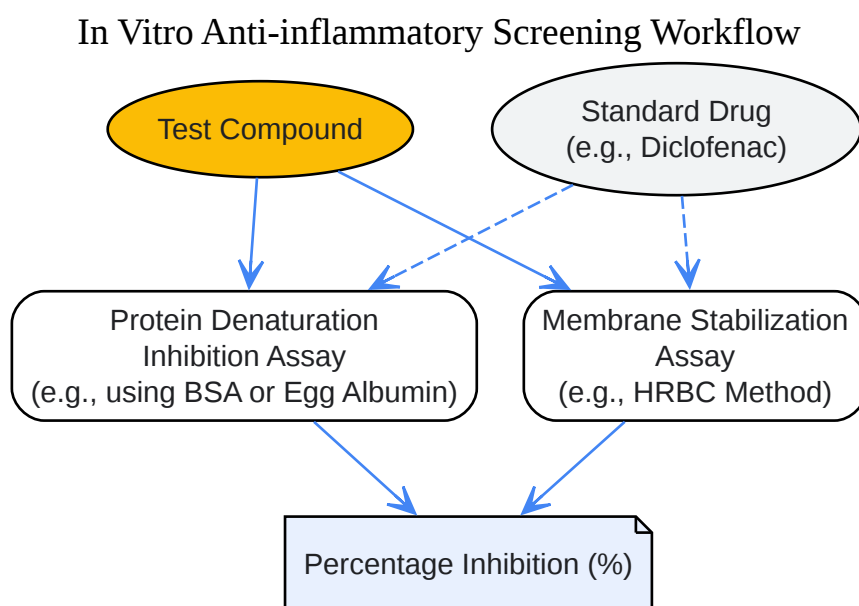 In Vitro Anti-inflammatory Screening Workflow
Test Compound
Standard Drug
(e.g., Diclofenac)
Protein Denaturation
Inhibition Assay
(e.g., using BSA or Egg Albumin)
Membrane Stabilization
Assay
(e.g., HRBC Method)
Percentage Inhibition (%)